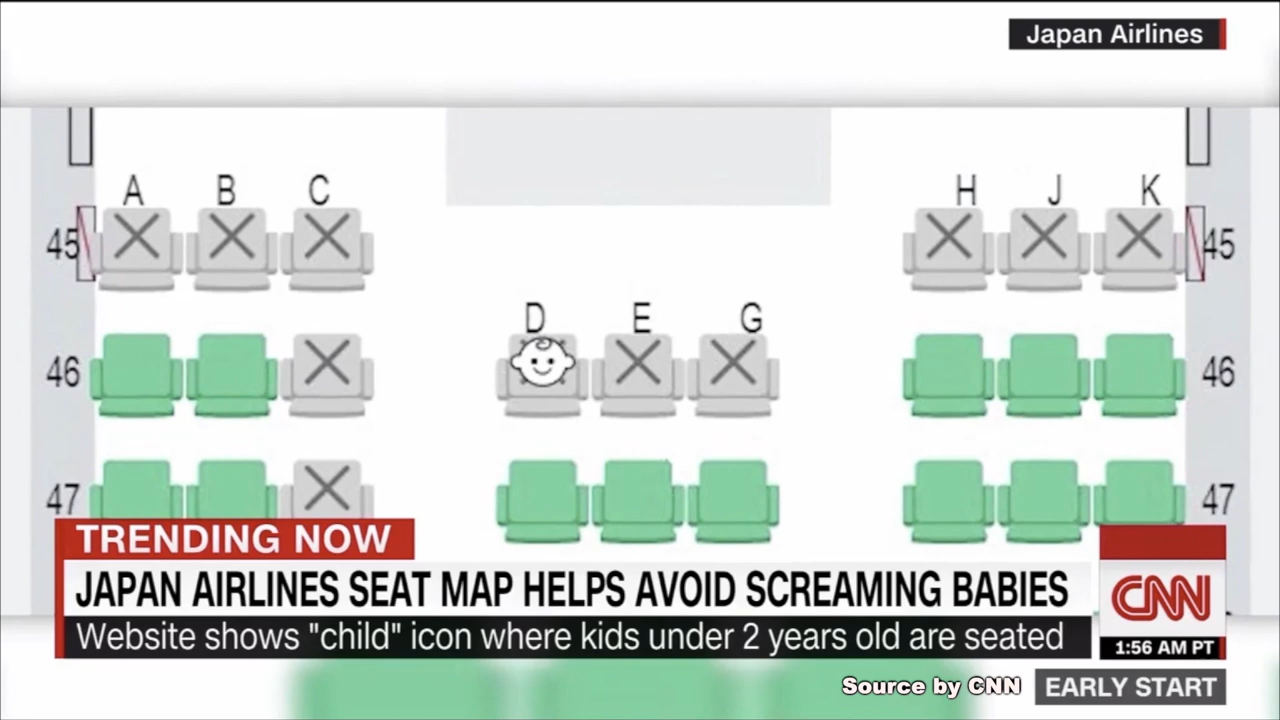 Japan Airlines
A B C H J K
45 45
D E G
46 46
47 47
TRENDING NOW
JAPAN AIRLINES SEAT MAP HELPS AVOID SCREAMING BABIES
Website shows "child" icon where kids under 2 years old are seated
CNN
1:56 AM PT
Source by CNN
EARLY START